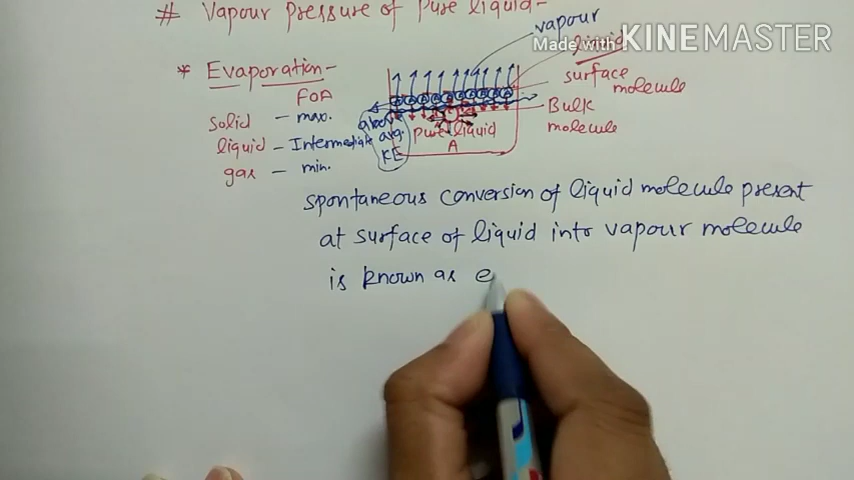 # Vapour pressure of pure liquid-
vapour
Made with KINEMASTER
liquid
* Evaporation-
surface molecule
FOA
solid - max.
Bulk molecule
liquid - Intermediate
pure liquid
A
avg.
KE
gas - min.
spontaneous conversion of liquid molecule present
at surface of liquid into vapour molecule
is known as e